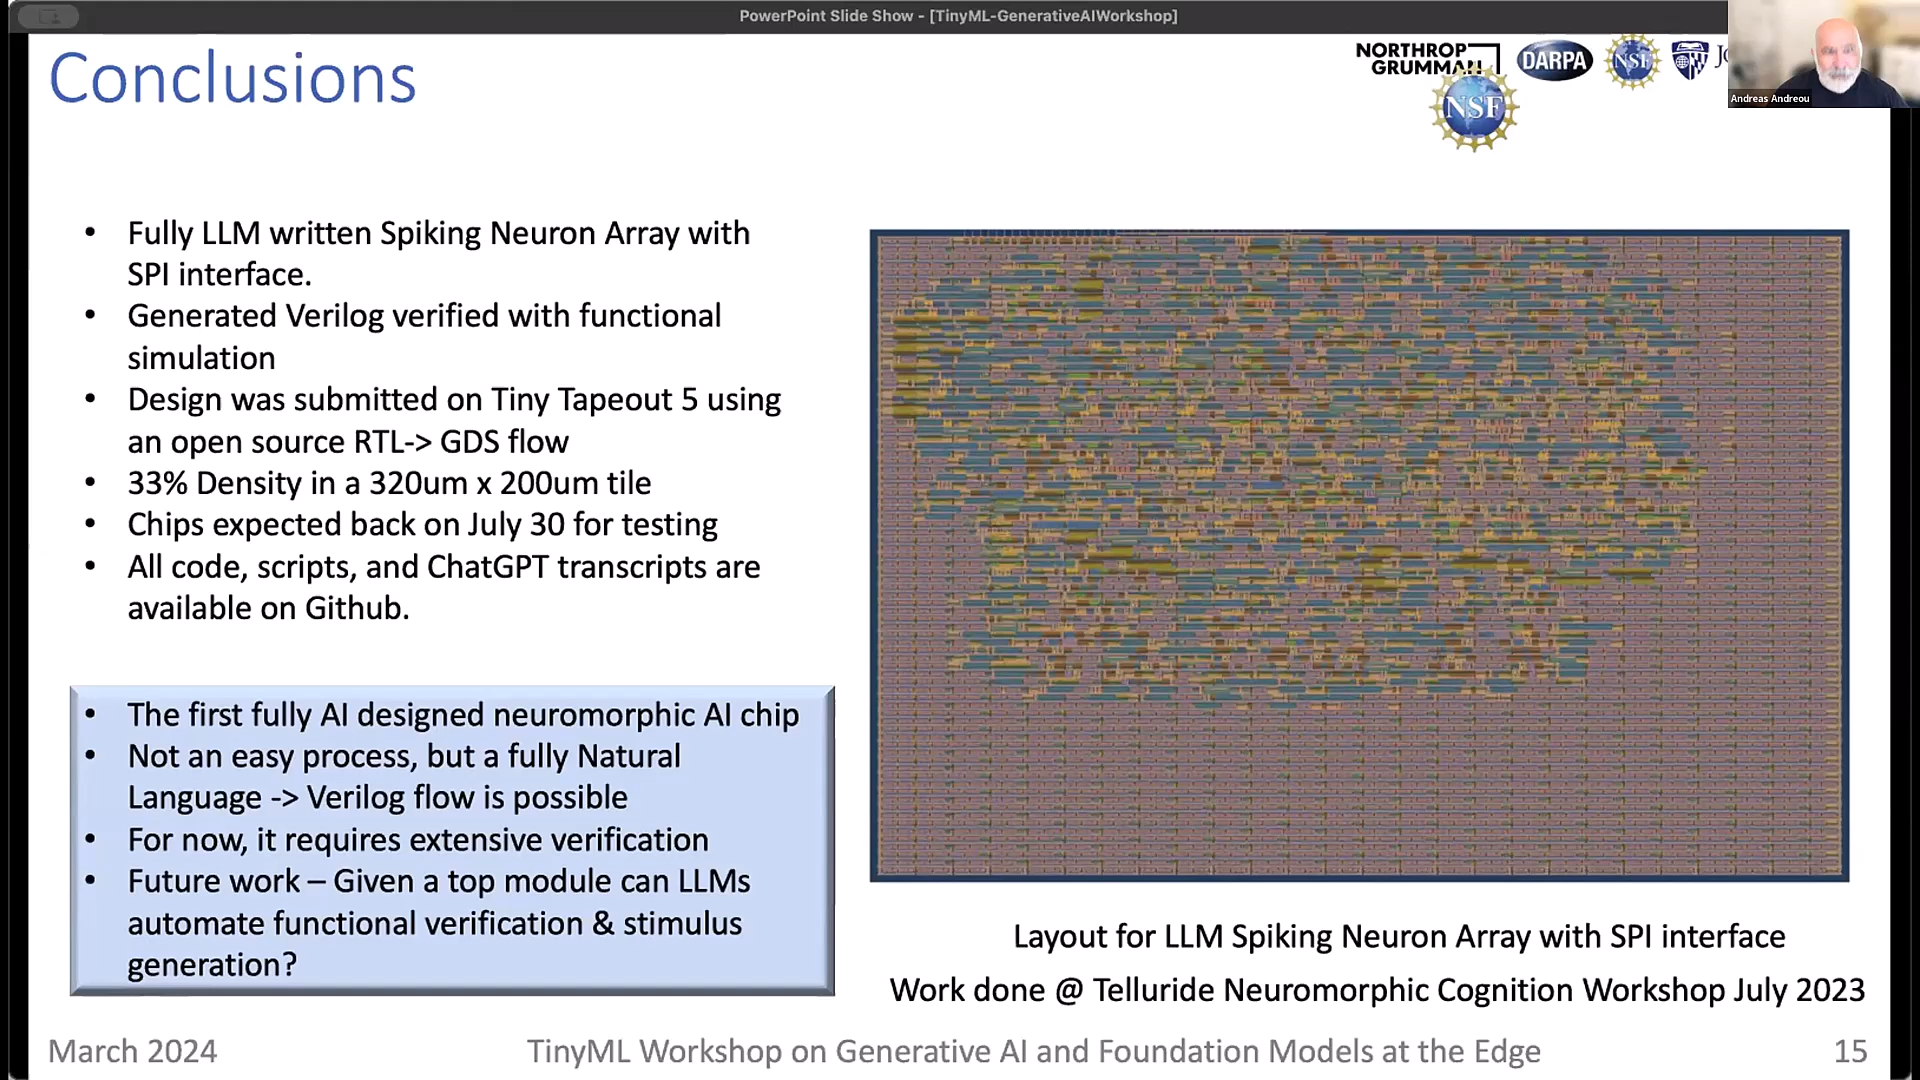 PowerPoint Slide Show - [TinyML-GenerativeAIWorkshop]
Conclusions
NORTHROP
GRUMMAN
DARPA
NSF
NSF
Andreas Andreou
• Fully LLM written Spiking Neuron Array with
SPI interface.
• Generated Verilog verified with functional
simulation
• Design was submitted on Tiny Tapeout 5 using
an open source RTL-> GDS flow
• 33% Density in a 320um x 200um tile
• Chips expected back on July 30 for testing
• All code, scripts, and ChatGPT transcripts are
available on Github.
• The first fully AI designed neuromorphic AI chip
• Not an easy process, but a fully Natural
Language -> Verilog flow is possible
• For now, it requires extensive verification
• Future work – Given a top module can LLMs
automate functional verification & stimulus
generation?
Layout for LLM Spiking Neuron Array with SPI interface
Work done @ Telluride Neuromorphic Cognition Workshop July 2023
March 2024
TinyML Workshop on Generative AI and Foundation Models at the Edge
15